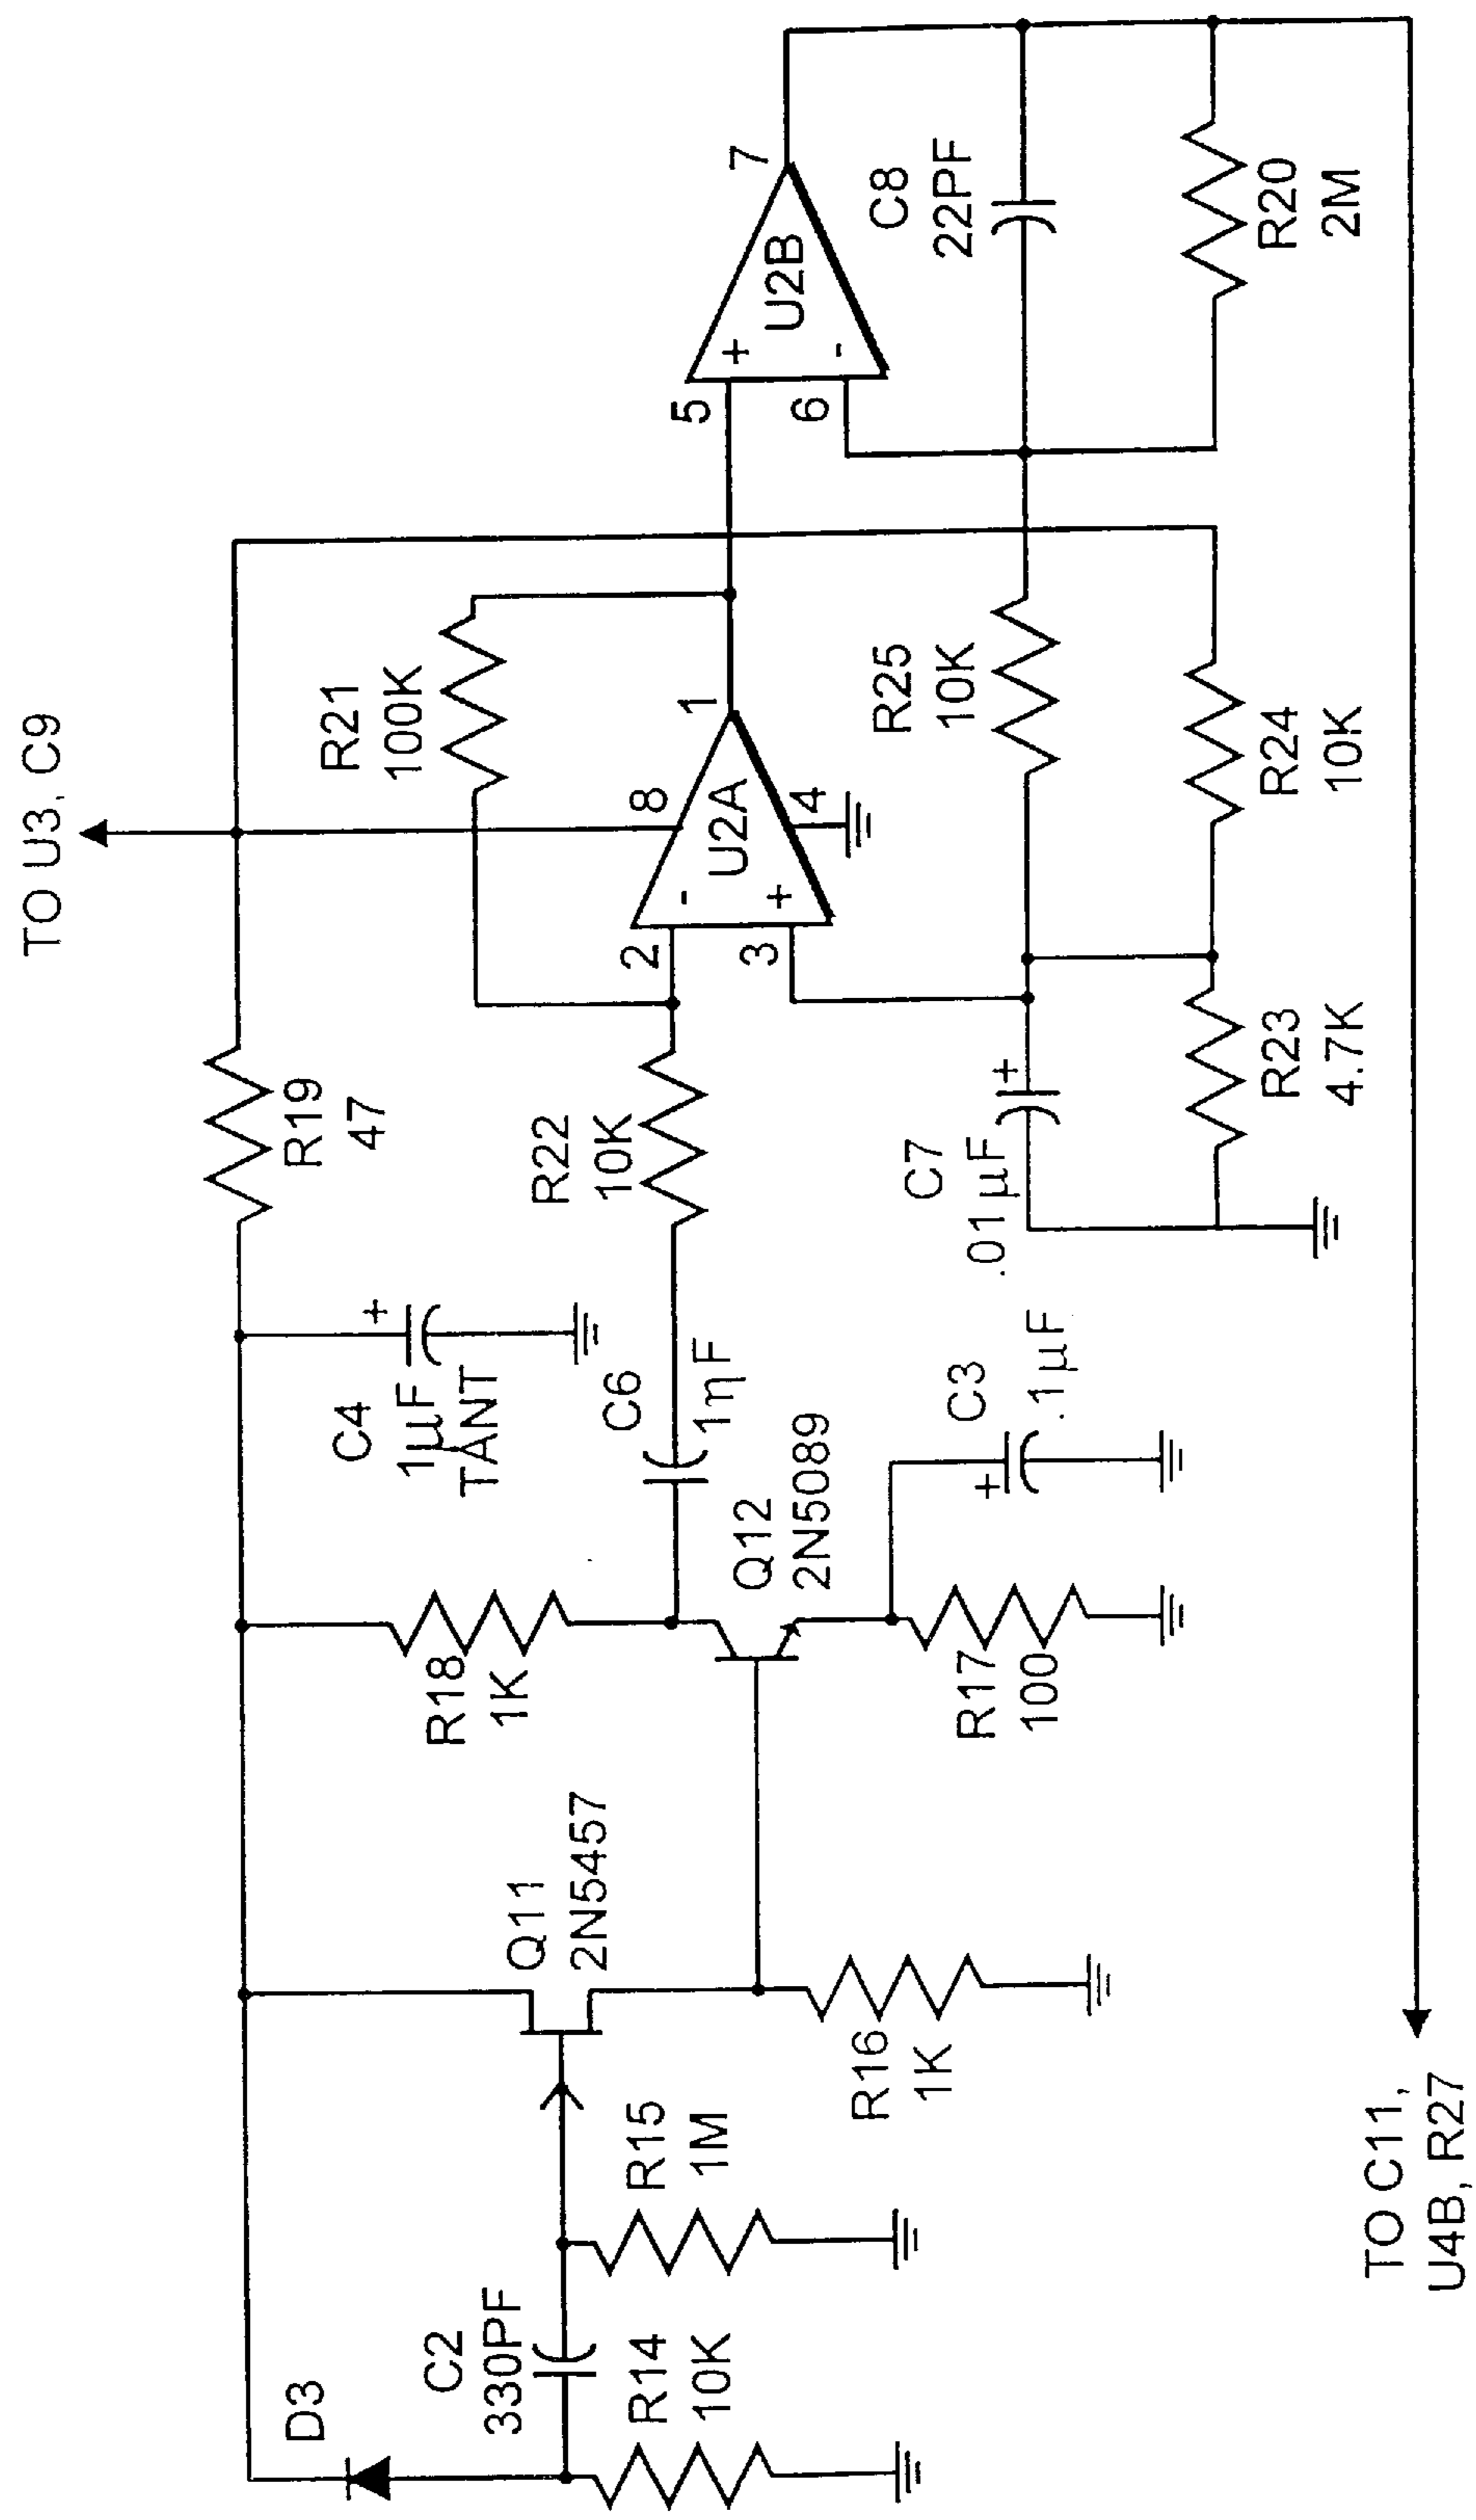 TO U3, C9
D3
C2
330PF
R14
10K
R15
1M
Q11
2N5457
R16
1K
R18
1K
Q12
2N5089
R17
100
C3
.1µF
C4
1µF
TANT
+
+
C6
1ηF
R19
47
R22
10K
R21
100K
2
3
-
+
U2A
8
4
1
C7
.01µF
+
R23
4.7K
R24
10K
R25
10K
5
6
+
-
U2B
7
C8
22PF
R20
2M
TO C11,
U4B, R27